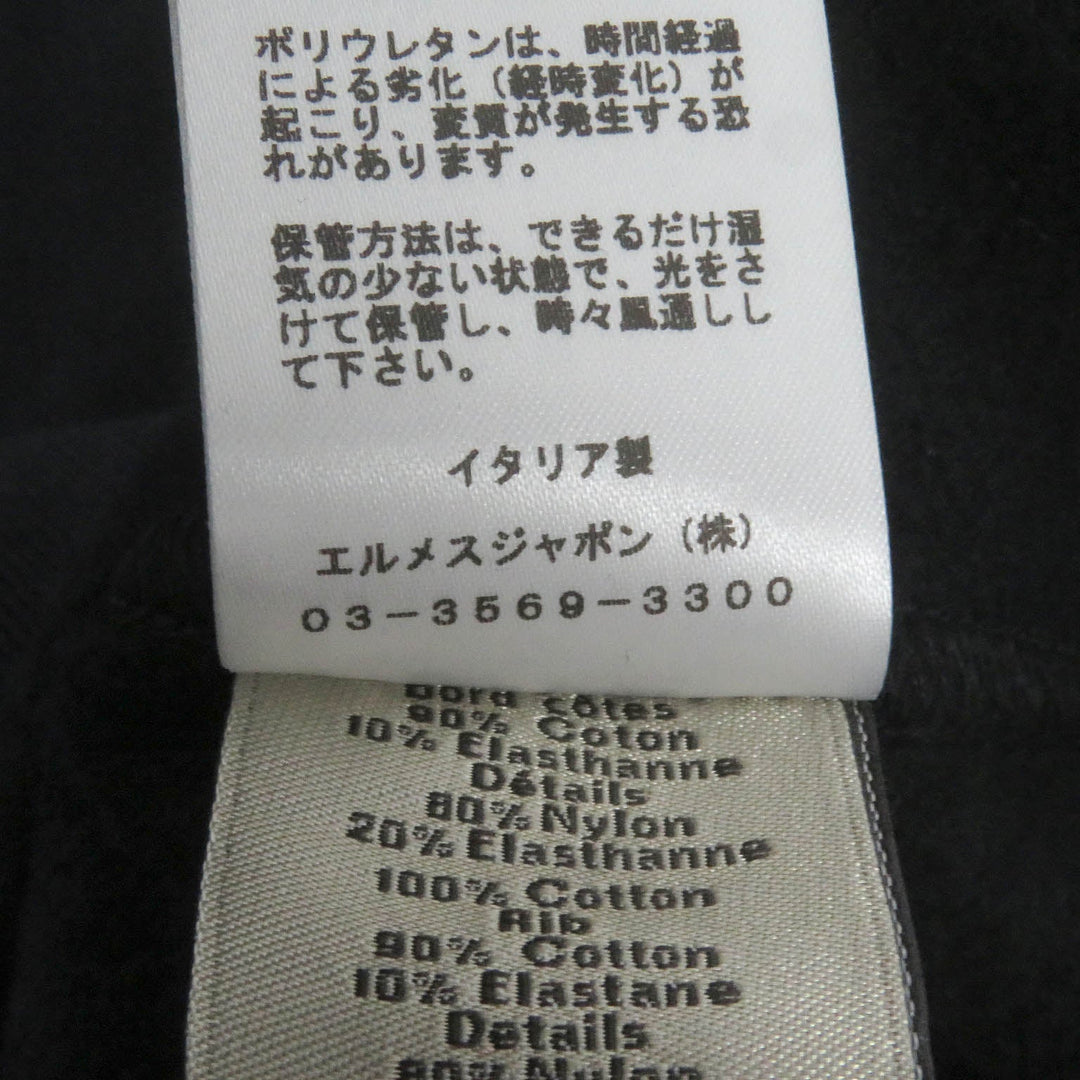 ポリウレタンは、時間経過
による劣化（経時変化）が
起こり、変質が発生する恐
れがあります。
保管方法は、できるだけ湿
気の少ない状態で、光をさ
けて保管し、時々風通しし
て下さい。
イタリア製
エルメスジャポン（株）
03-3569-3300
Bord côtes
90% Coton
10% Elasthanne
Détails
80% Nylon
20% Elasthanne
100% Cotton
Rib
90% Cotton
10% Elastane
Details
80% Nylon